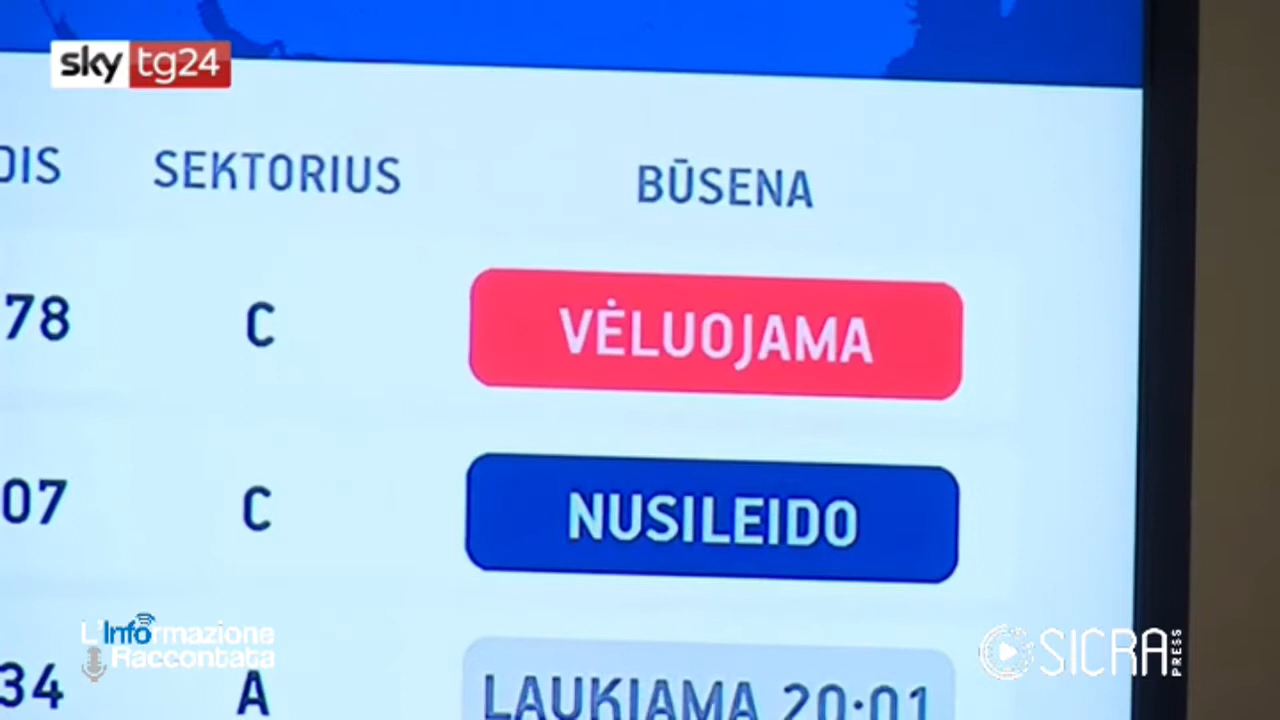 sky tg24
DIS SEKTORIUS BŪSENA
78 C VĖLUOJAMA
07 C NUSILEIDO
34 A LAUKIAMA 20:01
L'Informazione
Raccontata
SICRA PRESS